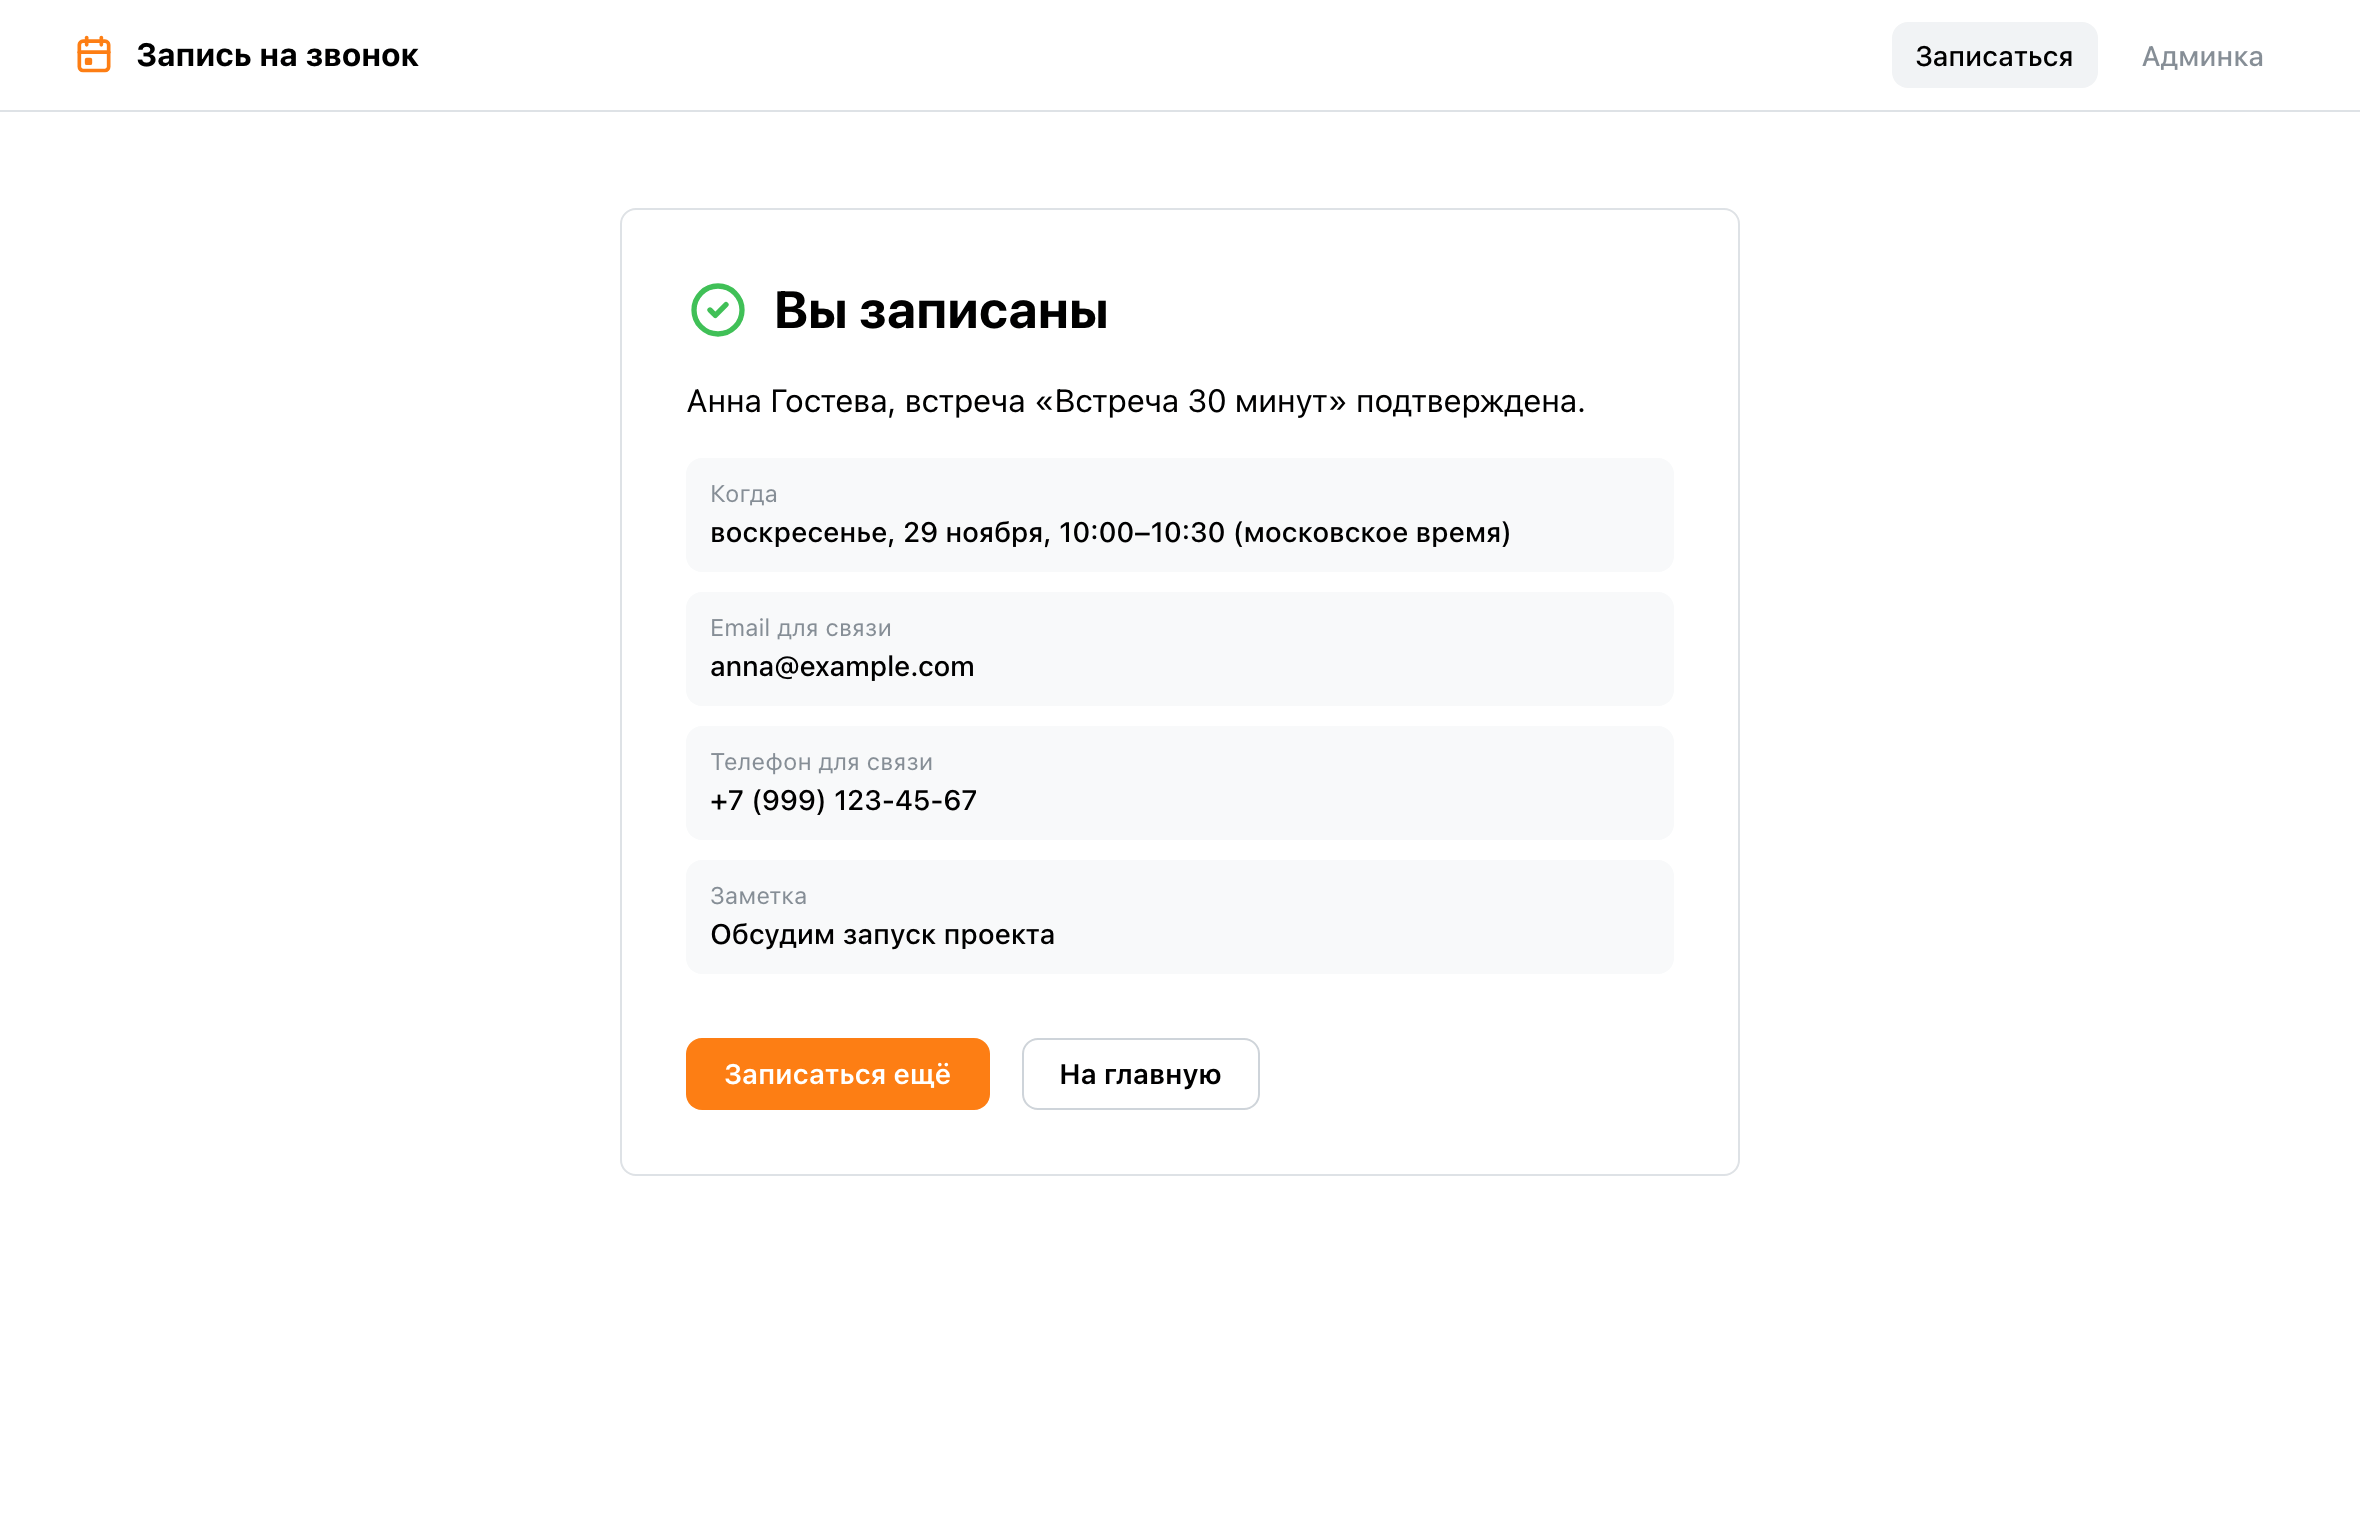 Запись на звонок
Записаться
Админка
Вы записаны
Анна Гостева, встреча «Встреча 30 минут» подтверждена.
Когда
воскресенье, 29 ноября, 10:00–10:30 (московское время)
Email для связи
anna@example.com
Телефон для связи
+7 (999) 123-45-67
Заметка
Обсудим запуск проекта
Записаться ещё
На главную